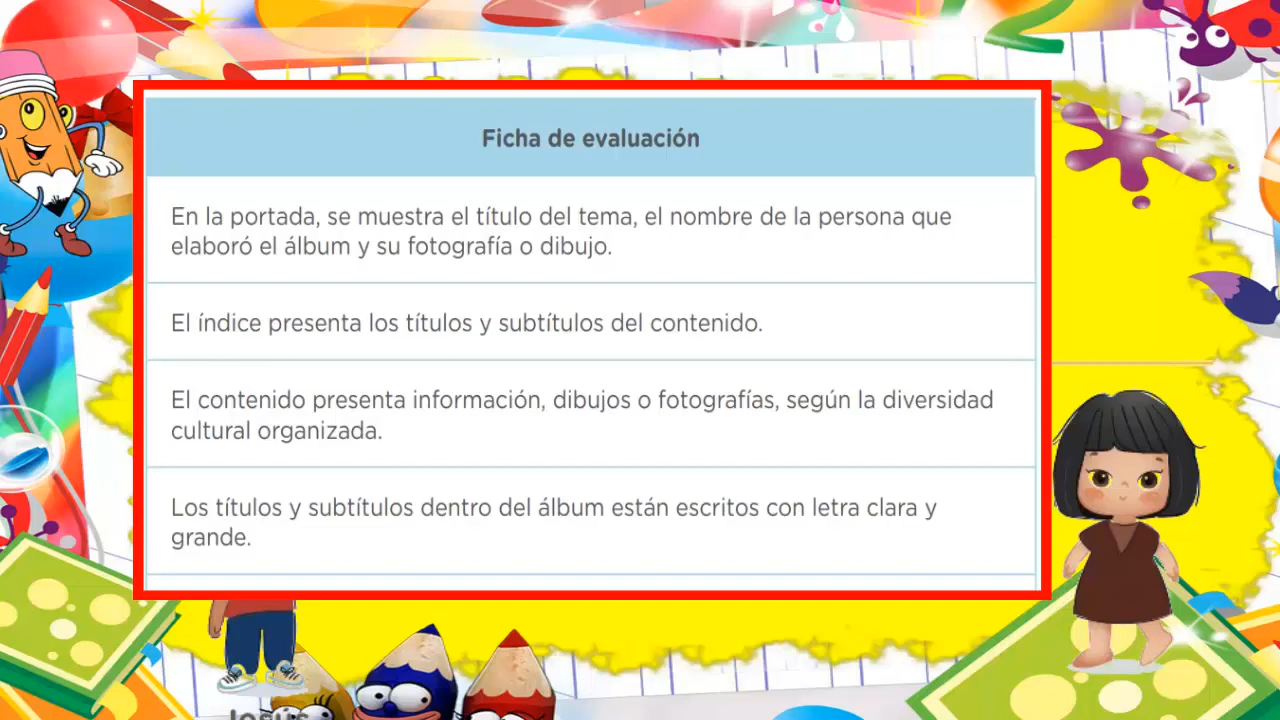 Ficha de evaluación
En la portada, se muestra el título del tema, el nombre de la persona que
elaboró el álbum y su fotografía o dibujo.
El índice presenta los títulos y subtítulos del contenido.
El contenido presenta información, dibujos o fotografías, según la diversidad
cultural organizada.
Los títulos y subtítulos dentro del álbum están escritos con letra clara y
grande.
Jesús